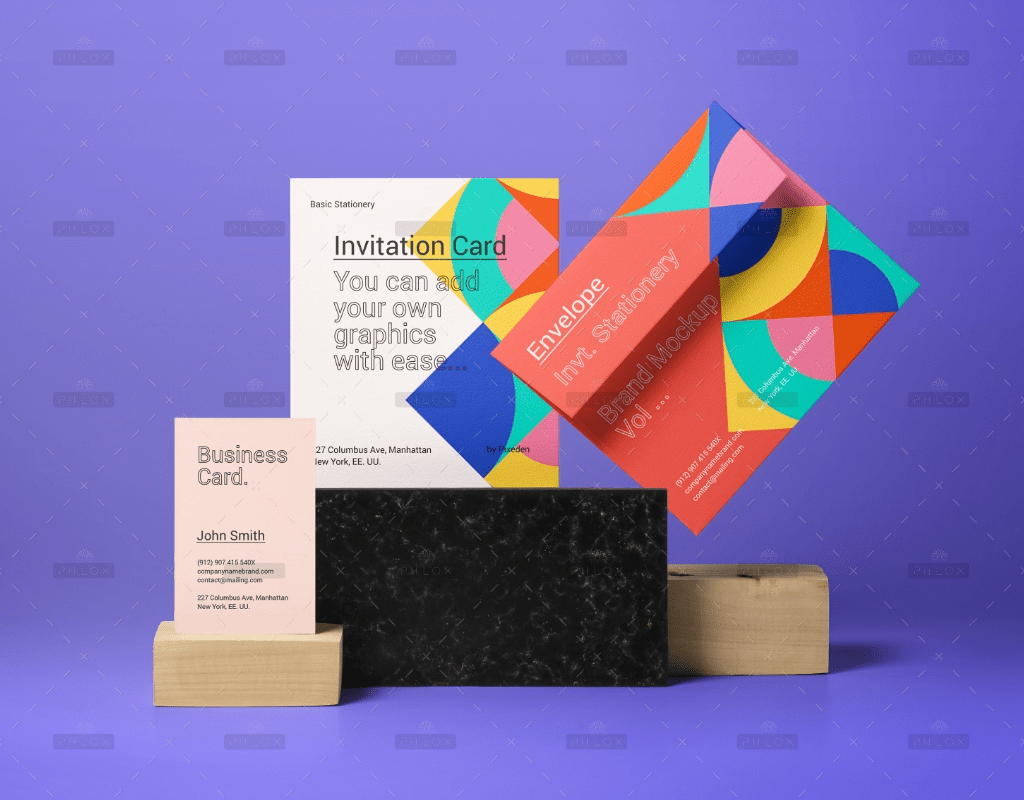 Basic Stationery
Invitation Card
You can add
your own
graphics
with ease...
227 Columbus Ave, Manhattan
New York, EE. UU.
by Pixeden
Envelope
Invt. Stationery
Brand Mockup
Vol ...
227 Columbus Ave, Manhattan
New York, EE. UU.
(912) 907 415 540X
companynamebrand.com
contact@mailing.com
Business
Card.
John Smith
(912) 907 415 540X
companynamebrand.com
contact@mailing.com
227 Columbus Ave, Manhattan
New York, EE. UU.
PHLOX